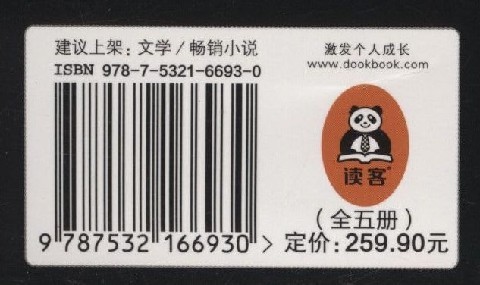 建议上架：文学／畅销小说
ISBN 978-7-5321-6693-0
激发个人成长
www.dookbook.com
读客®
（全五册）
9 787532 166930 >
定价：259.90元